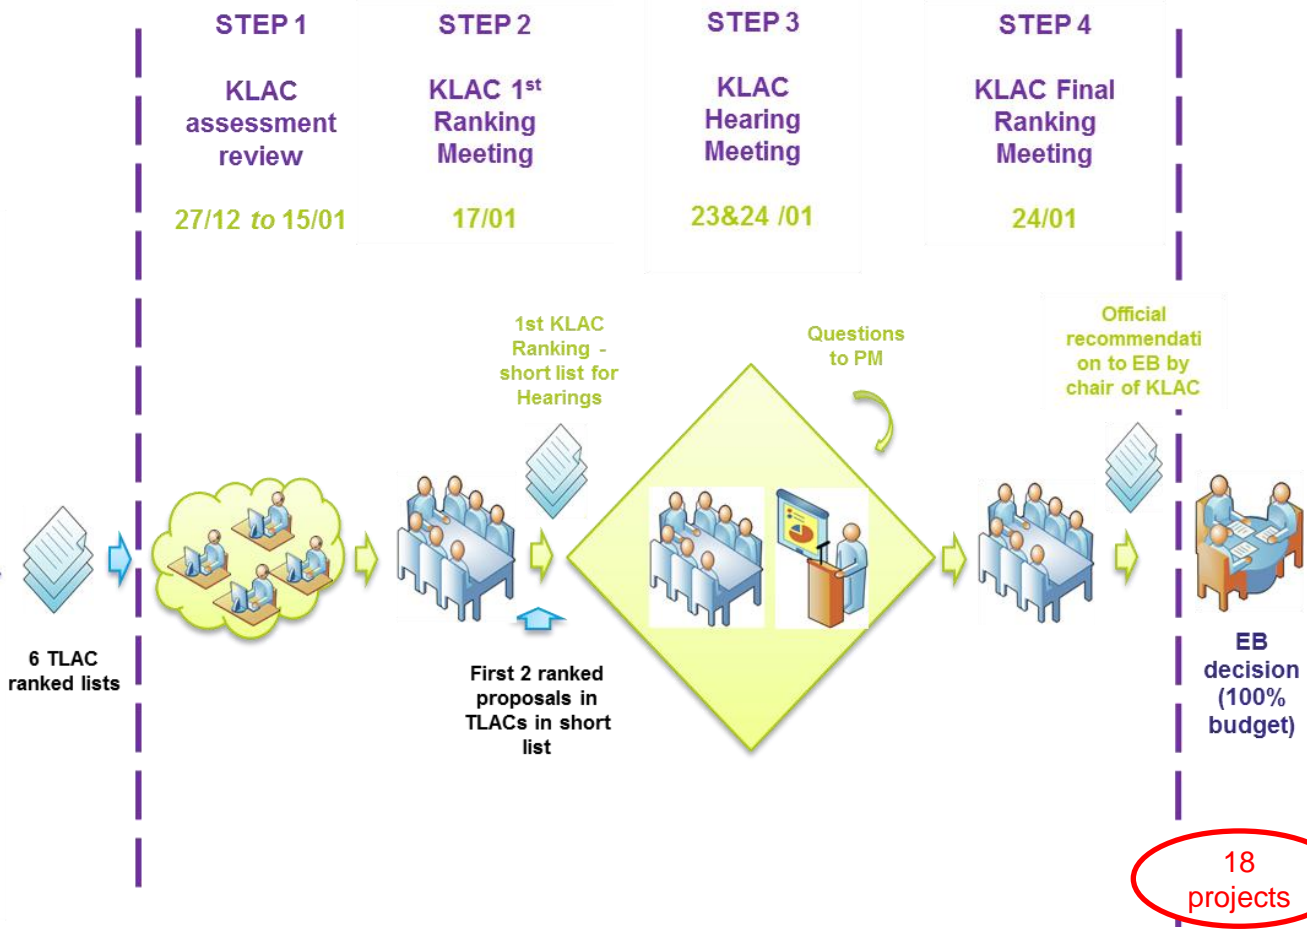 STEP 1
KLAC
assessment
review
27/12 to 15/01
STEP 2
KLAC 1st
Ranking
Meeting
17/01
STEP 3
KLAC
Hearing
Meeting
23&24 /01
STEP 4
KLAC Final
Ranking
Meeting
24/01
1st KLAC
Ranking -
short list for
Hearings
Questions
to PM
Official
recommendati
on to EB by
chair of KLAC
6 TLAC
ranked lists
First 2 ranked
proposals in
TLACs in short
list
EB
decision
(100%
budget)
18
projects